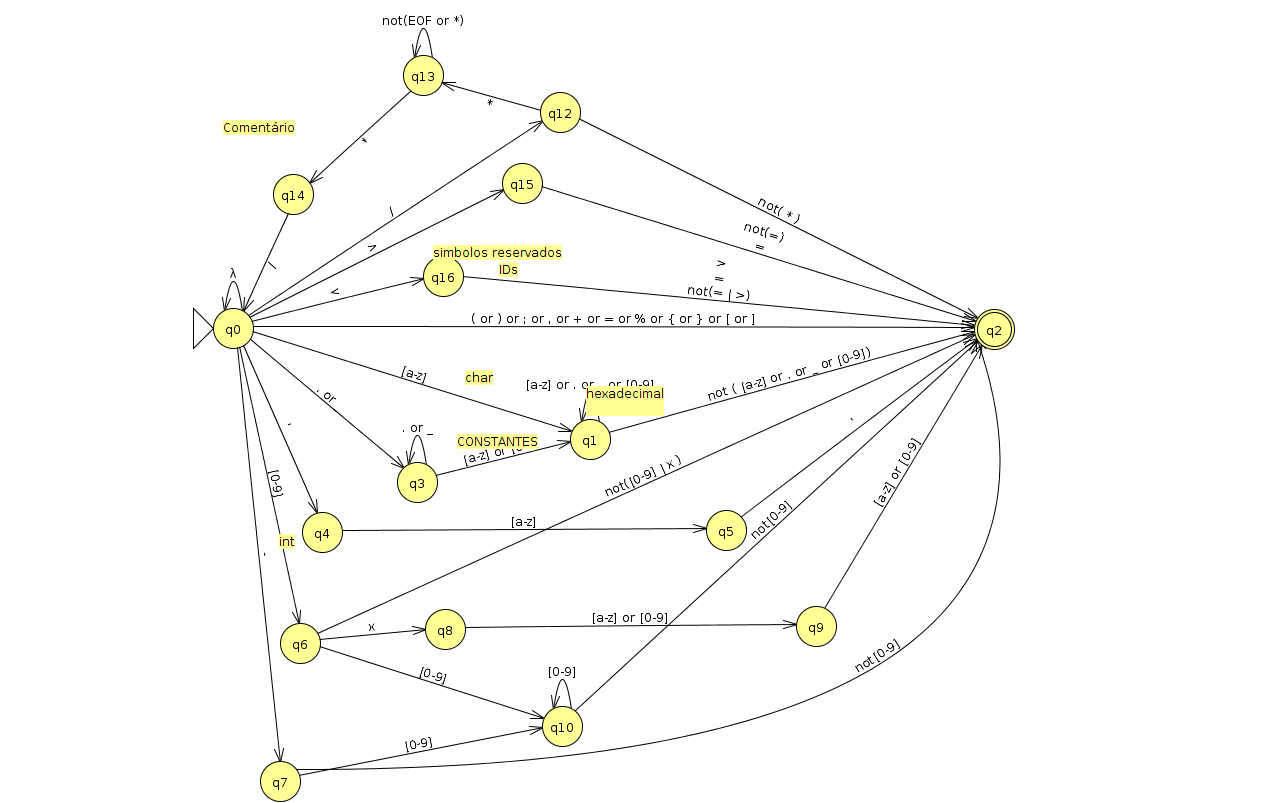 not(EOF or *)
q13
*
q12
Comentário
*
q15
q14
not( * )
/
not(=)
=
>
simbolos reservados
IDs
/
λ
q16
<
>
=
not(= | >)
q0
( or ) or ; or , or + or = or % or { or } or [ or ]
q2
[a-z]
char
[a-z] or . or _ or [0-9]
hexadecimal
not ( [a-z] or . or _ or [0-9])
. or _
. or
CONSTANTES
q1
[a-z] or
'
'
q3
not([0-9] | x )
[a-z] or [0-9]
[0-9]
q4
[a-z]
q5
not[0-9]
int
-
x
[a-z] or [0-9]
q6
q8
q9
[0-9]
[0-9]
not[0-9]
q10
[0-9]
q7